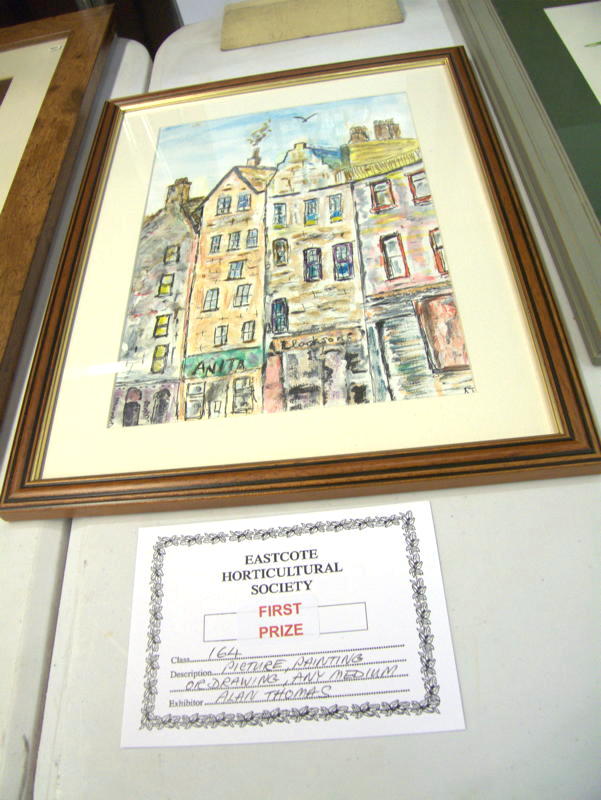 ANITA
EASTCOTE
HORTICULTURAL
SOCIETY
FIRST
PRIZE
Class 164
Description PICTURE, PAINTING
OR DRAWING, ANY MEDIUM
Exhibitor ALAN THOMAS